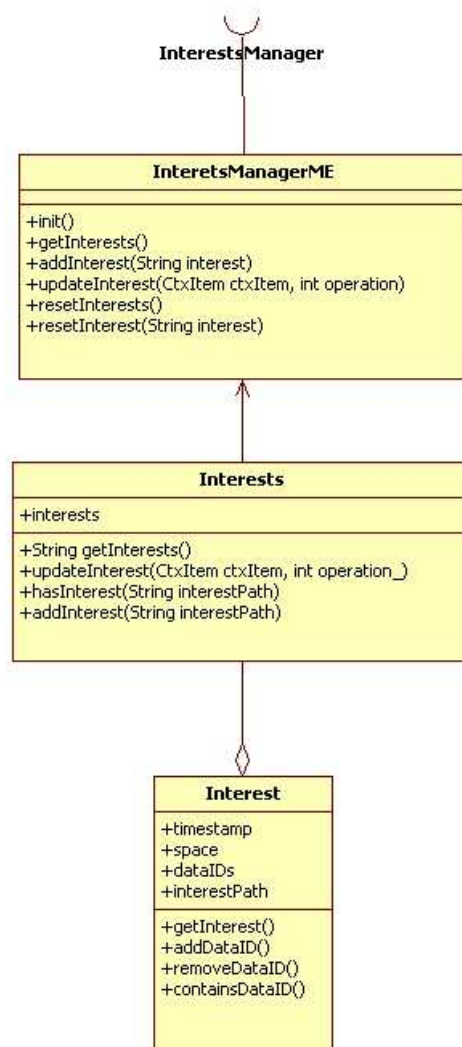 InterestsManager
InteretsManagerME
+init()
+getInterests()
+addInterest(String interest)
+updateInterest(CtxItem ctxItem, int operation)
+resetInterests()
+resetInterest(String interest)
Interests
+interests
+String getInterests()
+updateInterest(CtxItem ctxItem, int operation_)
+hasInterest(String interestPath)
+addInterest(String interestPath)
Interest
+timestamp
+space
+dataIDs
+interestPath
+getInterest()
+addDataID()
+removeDataID()
+containsDataID()